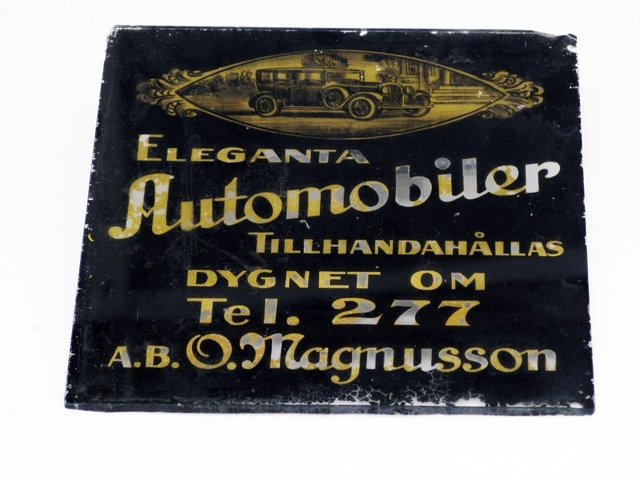 ELEGANTA
Automobiler
TILLHANDAHÅLLAS
DYGNET OM
Tel. 277
A.B. O. Magnusson